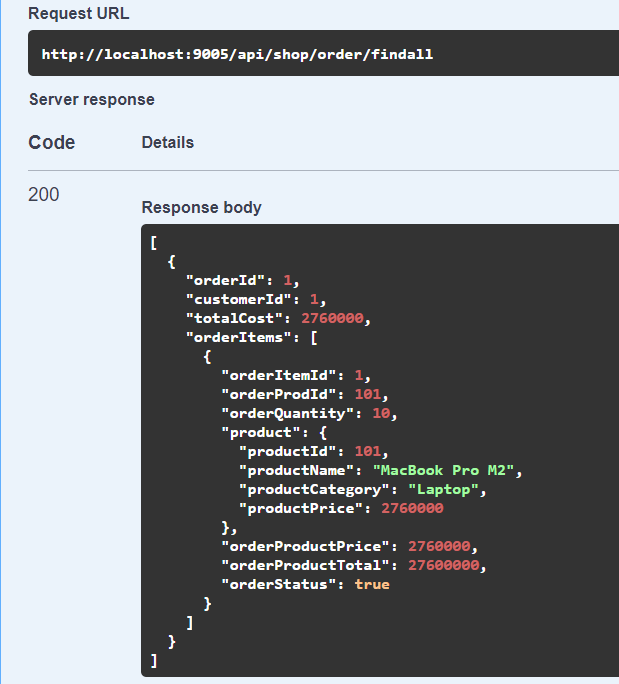 Request URL
http://localhost:9005/api/shop/order/findall
Server response
Code Details
200
Response body
[
{
"orderId": 1,
"customerId": 1,
"totalCost": 2760000,
"orderItems": [
{
"orderItemId": 1,
"orderProdId": 101,
"orderQuantity": 10,
"product": {
"productId": 101,
"productName": "MacBook Pro M2",
"productCategory": "Laptop",
"productPrice": 2760000
},
"orderProductPrice": 2760000,
"orderProductTotal": 27600000,
"orderStatus": true
}
]
}
]